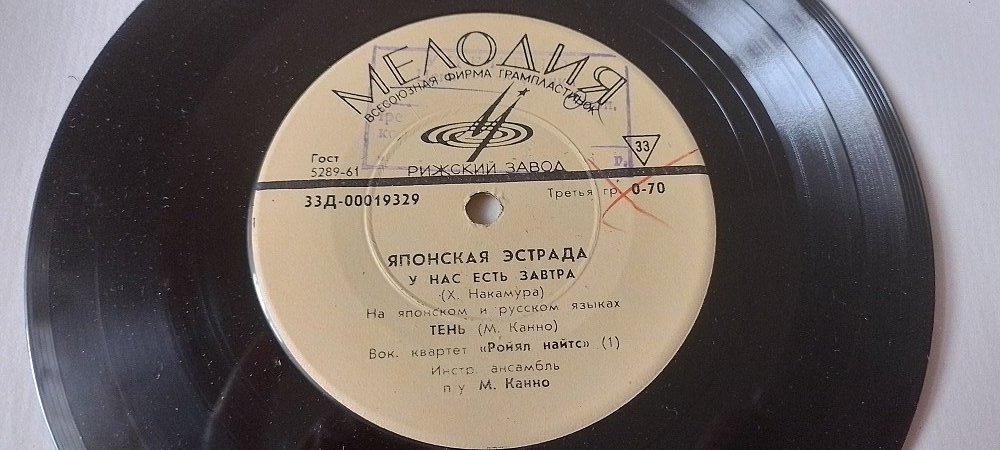 МЕЛОДИЯ
ВСЕСОЮЗНАЯ ФИРМА ГРАМПЛАСТИНОК
Гост
5289-61
РИЖСКИЙ ЗАВОД
33
33Д-00019329
Третья гр. 0-70
ЯПОНСКАЯ ЭСТРАДА
У НАС ЕСТЬ ЗАВТРА
(Х. Накамура)
На японском и русском языках
ТЕНЬ (М. Канно)
Вок. квартет «Ройял найтс» (1)
Инстр. ансамбль
п у М. Канно